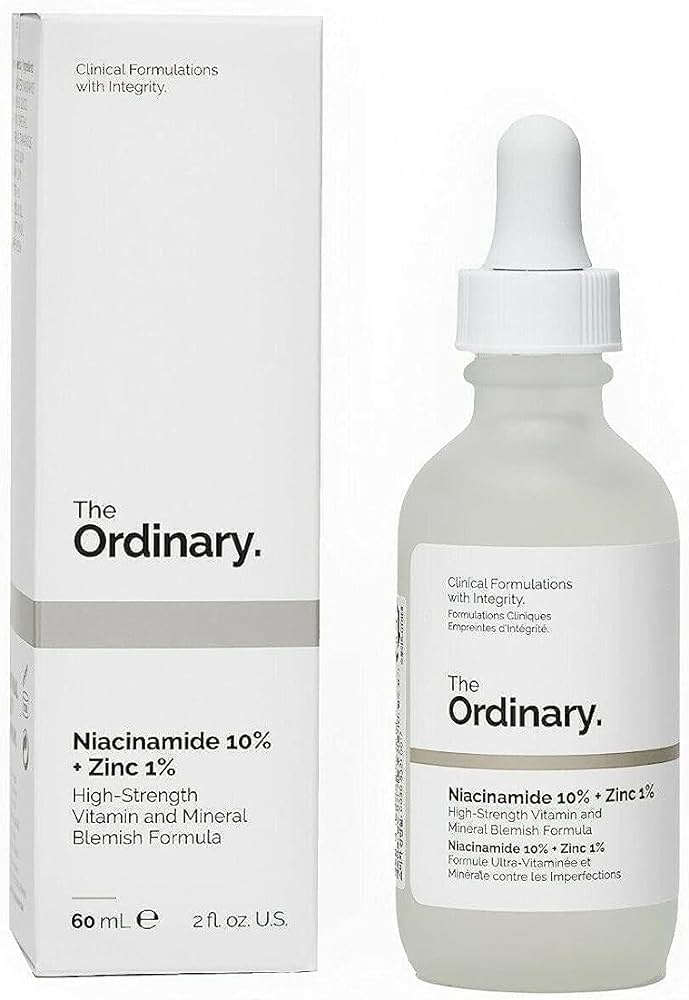 Clinical Formulations
with Integrity.
The
Ordinary.
Niacinamide 10%
+ Zinc 1%
High-Strength
Vitamin and Mineral
Blemish Formula
60 mL ℮ 2 fl. oz. U.S.
Clinical Formulations
with Integrity.
Formulations Cliniques
Empreintes d'Intégrité.
The
Ordinary.
Niacinamide 10% + Zinc 1%
High-Strength Vitamin and
Mineral Blemish Formula
Niacinamide 10% + Zinc 1%
Formule Ultra-Vitaminée et
Minérale contre les Imperfections